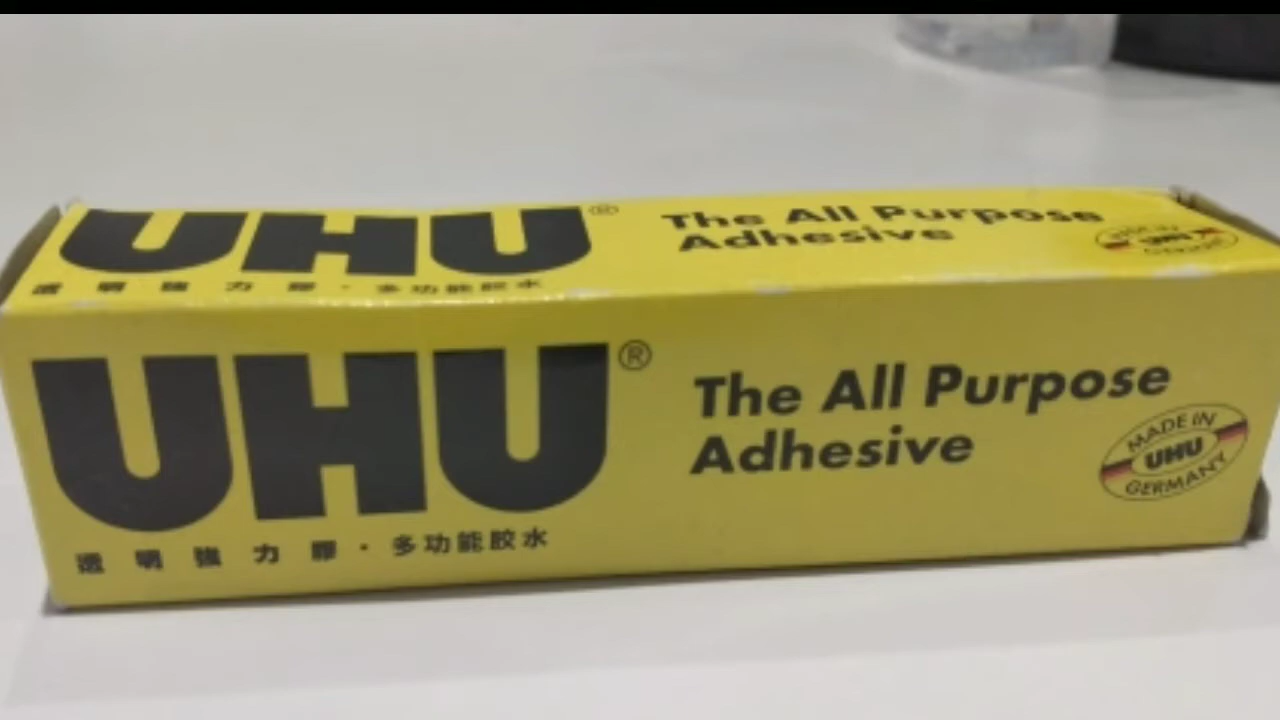 UHU®
The All Purpose
Adhesive
透明強力膠·多功能胶水
UHU®
The All Purpose
Adhesive
MADE IN
UHU
GERMANY
透明強力膠·多功能胶水